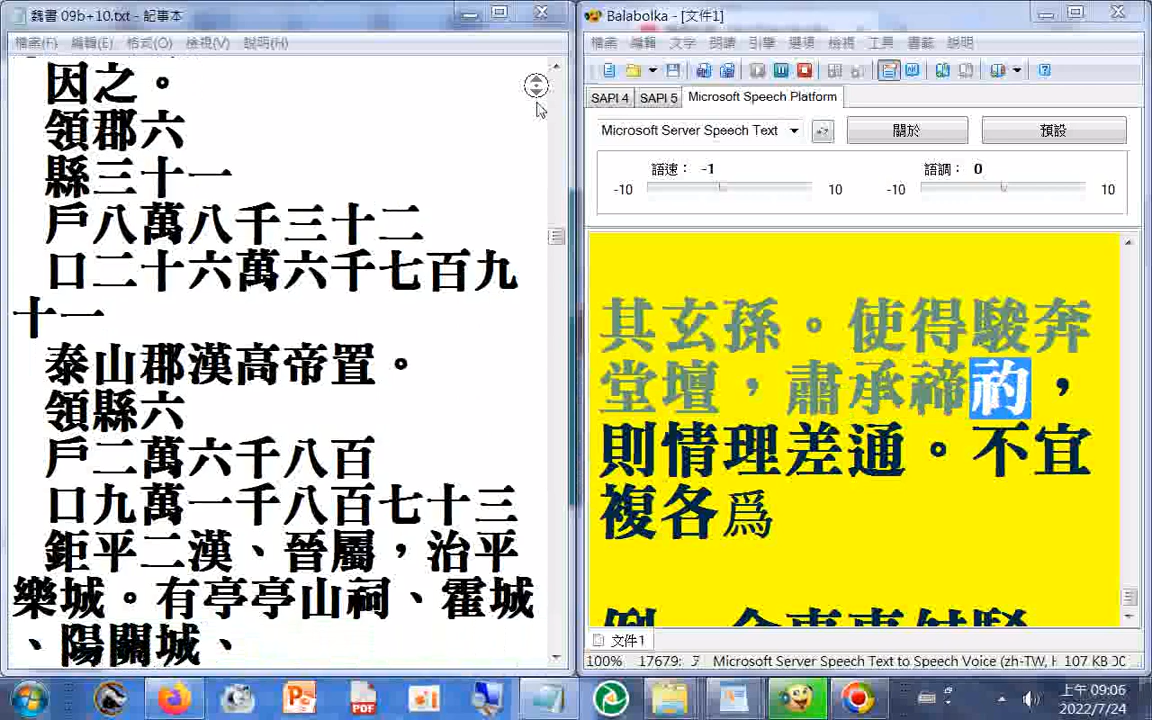 魏書 09b+10.txt - 記事本
檔案(F) 編輯(E) 格式(O) 檢視(V) 說明(H)
因之。
領郡六
縣三十一
戶八萬八千三十二
口二十六萬六千七百九
十一
泰山郡漢高帝置。
領縣六
戶二萬六千八百
口九萬一千八百七十三
鉅平二漢、晉屬，治平
樂城。有亭亭山祠、霍城
、陽關城、
Balabolka - [文件1]
檔案 編輯 文字 朗讀 引擎 選項 檢視 工具 書籤 說明
SAPI 4 SAPI 5 Microsoft Speech Platform
Microsoft Server Speech Text 關於 預設
語速： -1 語調： 0
-10 10 -10 10
其玄孫。使得駿奔
堂壇，肅承禘礿，
則情理差通。不宜
複各爲
文件1
100% 17679: Microsoft Server Speech Text to Speech Voice (zh-TW, H 107 KB
上午 09:06
2022/7/24